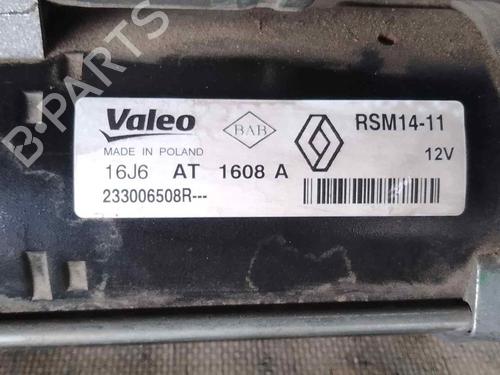 Valeo
BAB
RSM14-11
MADE IN POLAND
12V
16J6 AT 1608 A
233006508R---
B-Parts